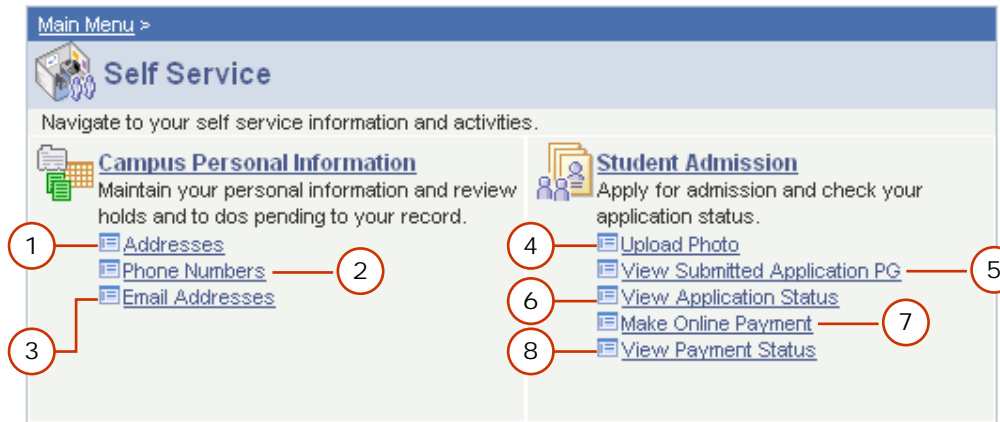 Main Menu >
Self Service
Navigate to your self service information and activities.
Campus Personal Information
Maintain your personal information and review
holds and to dos pending to your record.
1 Addresses
Phone Numbers 2
3 Email Addresses
Student Admission
Apply for admission and check your
application status.
4 Upload Photo
View Submitted Application PG 5
6 View Application Status
Make Online Payment 7
8 View Payment Status